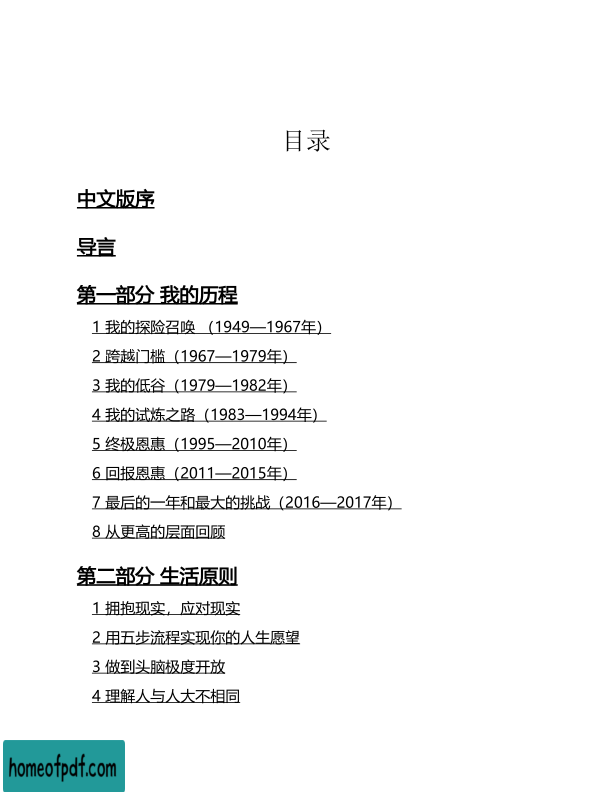 目录
中文版序
导言
第一部分 我的历程
1 我的探险召唤 （1949—1967年）
2 跨越门槛（1967—1979年）
3 我的低谷（1979—1982年）
4 我的试炼之路（1983—1994年）
5 终极恩惠（1995—2010年）
6 回报恩惠（2011—2015年）
7 最后的一年和最大的挑战（2016—2017年）
8 从更高的层面回顾
第二部分 生活原则
1 拥抱现实，应对现实
2 用五步流程实现你的人生愿望
3 做到头脑极度开放
4 理解人与人大不相同
homeofpdf.com